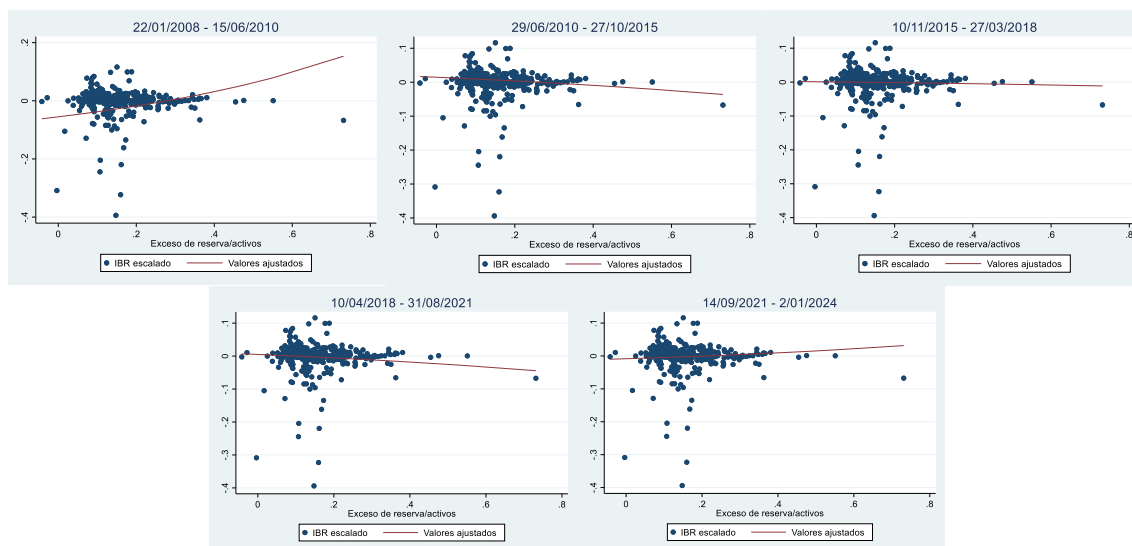 22/01/2008 - 15/06/2010
.2
0
-.2
-.4
0 .2 .4 .6 .8
Exceso de reserva/activos
IBR escalado Valores ajustados
29/06/2010 - 27/10/2015
.1
0
-.1
-.2
-.3
-.4
0 .2 .4 .6 .8
Exceso de reserva/activos
IBR escalado Valores ajustados
10/11/2015 - 27/03/2018
.1
0
-.1
-.2
-.3
-.4
0 .2 .4 .6 .8
Exceso de reserva/activos
IBR escalado Valores ajustados
10/04/2018 - 31/08/2021
.1
0
-.1
-.2
-.3
-.4
0 .2 .4 .6 .8
Exceso de reserva/activos
IBR escalado Valores ajustados
14/09/2021 - 2/01/2024
.1
0
-.1
-.2
-.3
-.4
0 .2 .4 .6 .8
Exceso de reserva/activos
IBR escalado Valores ajustados